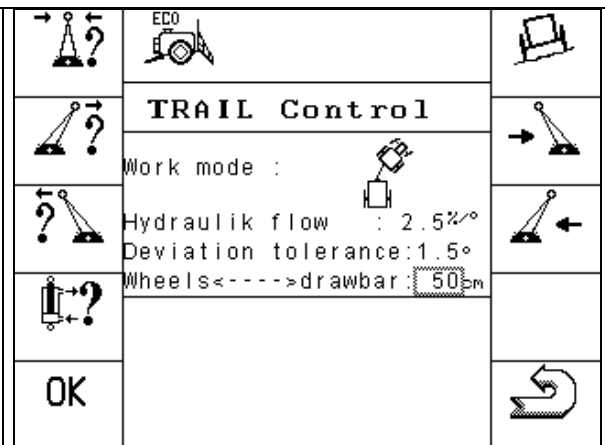 ECO
TRAIL Control
Work mode :
Hydraulik flow : 2.5%/°
Deviation tolerance:1.5°
Wheels<---->drawbar: 50cm
?
?
?
?
OK